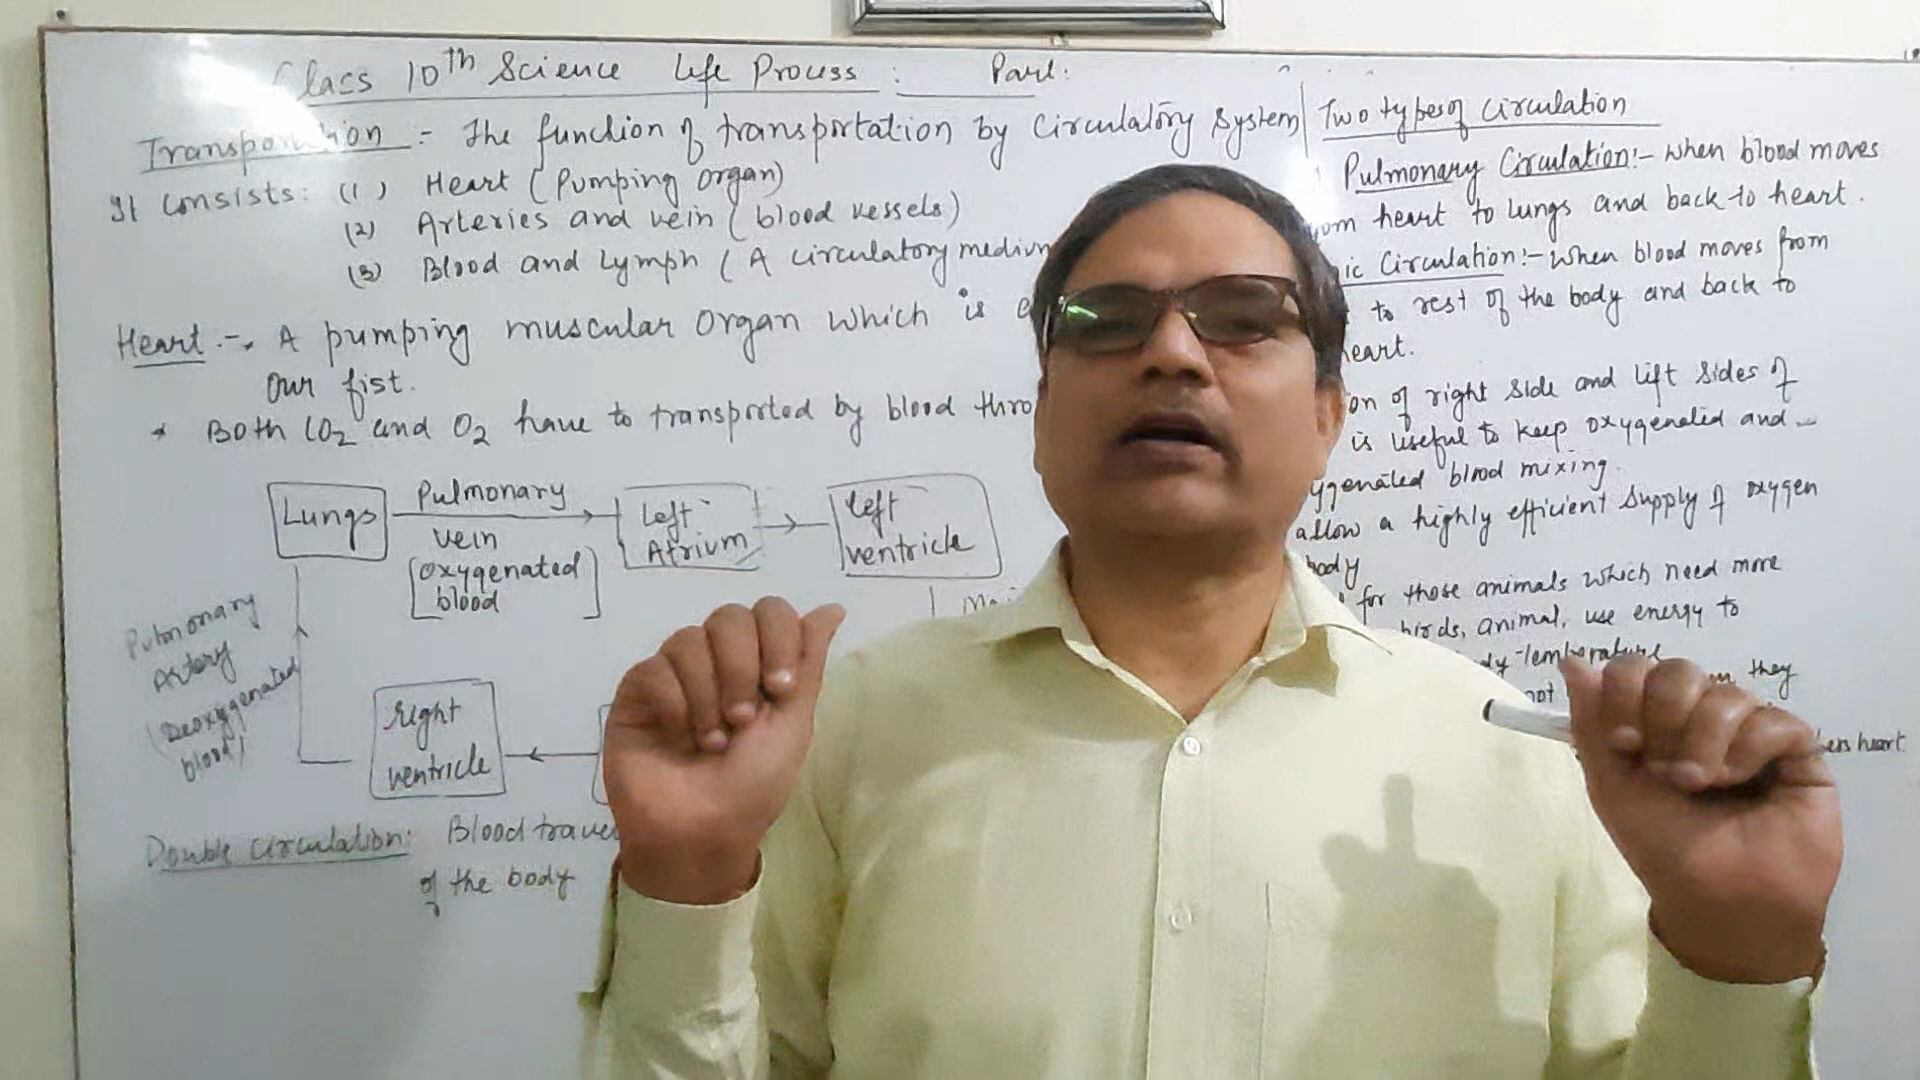 Class 10th Science Life Process : Part:
Transportation :- The function of transportation by Circulatory System
It Consists: (1) Heart (Pumping organ)
(2) Arteries and vein (blood vessels)
(3) Blood and Lymph (A circulatory medium
Heart :- * A pumping muscular organ which is
our fist.
* Both CO2 and O2 have to transported by blood thro
Lungs
Pulmonary
vein
[oxygenated
blood]
Left
Atrium
left
ventricle
Pulmonary
Artery
(Deoxygenated
blood)
right
ventricle
Double circulation: Blood trave
of the body
Two types of circulation
Pulmonary Circulation:- when blood moves
from heart to lungs and back to heart.
ic Circulation:- when blood moves from
to rest of the body and back to
heart.
on of right side and lift sides of
is useful to keep oxygenated and
ygenated blood mixing.
allow a highly efficient supply of oxygen
body
for those animals which need more
birds, animal, use energy to
dy temperature
not they
heart